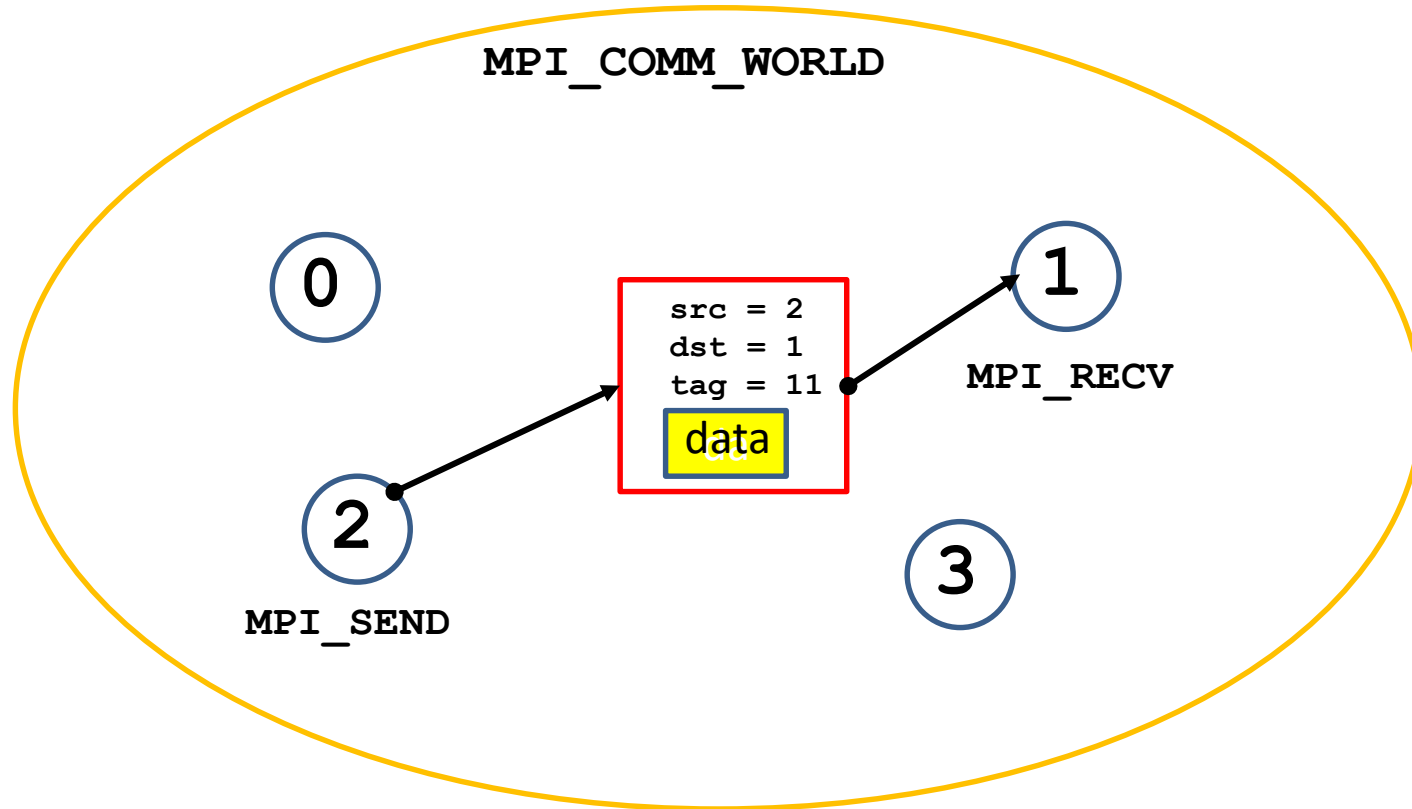 MPI_COMM_WORLD
0
1
src = 2
dst = 1
tag = 11
data
MPI_RECV
2
3
MPI_SEND